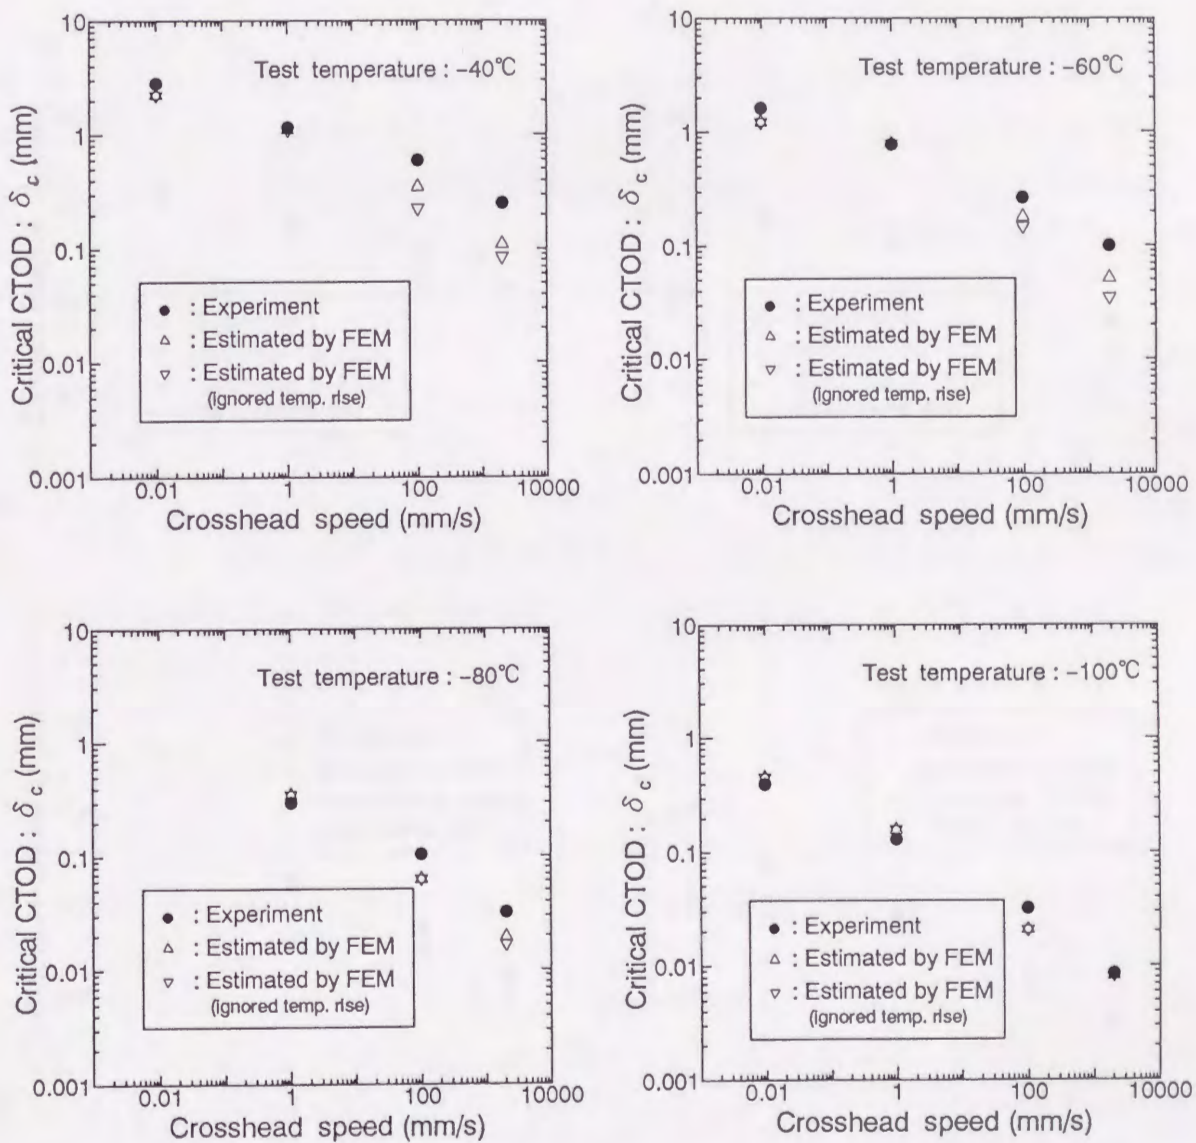 Test temperature : −40℃
Critical CTOD : δc (mm)
10
1
0.1
0.01
0.001
● : Experiment
△ : Estimated by FEM
▽ : Estimated by FEM
(Ignored temp. rise)
0.01 1 100 10000
Crosshead speed (mm/s)
Test temperature : −60℃
Critical CTOD : δc (mm)
10
1
0.1
0.01
0.001
● : Experiment
△ : Estimated by FEM
▽ : Estimated by FEM
(Ignored temp. rise)
0.01 1 100 10000
Crosshead speed (mm/s)
Test temperature : −80℃
Critical CTOD : δc (mm)
10
1
0.1
0.01
0.001
● : Experiment
△ : Estimated by FEM
▽ : Estimated by FEM
(Ignored temp. rise)
0.01 1 100 10000
Crosshead speed (mm/s)
Test temperature : −100℃
Critical CTOD : δc (mm)
10
1
0.1
0.01
0.001
● : Experiment
△ : Estimated by FEM
▽ : Estimated by FEM
(Ignored temp. rise)
0.01 1 100 10000
Crosshead speed (mm/s)